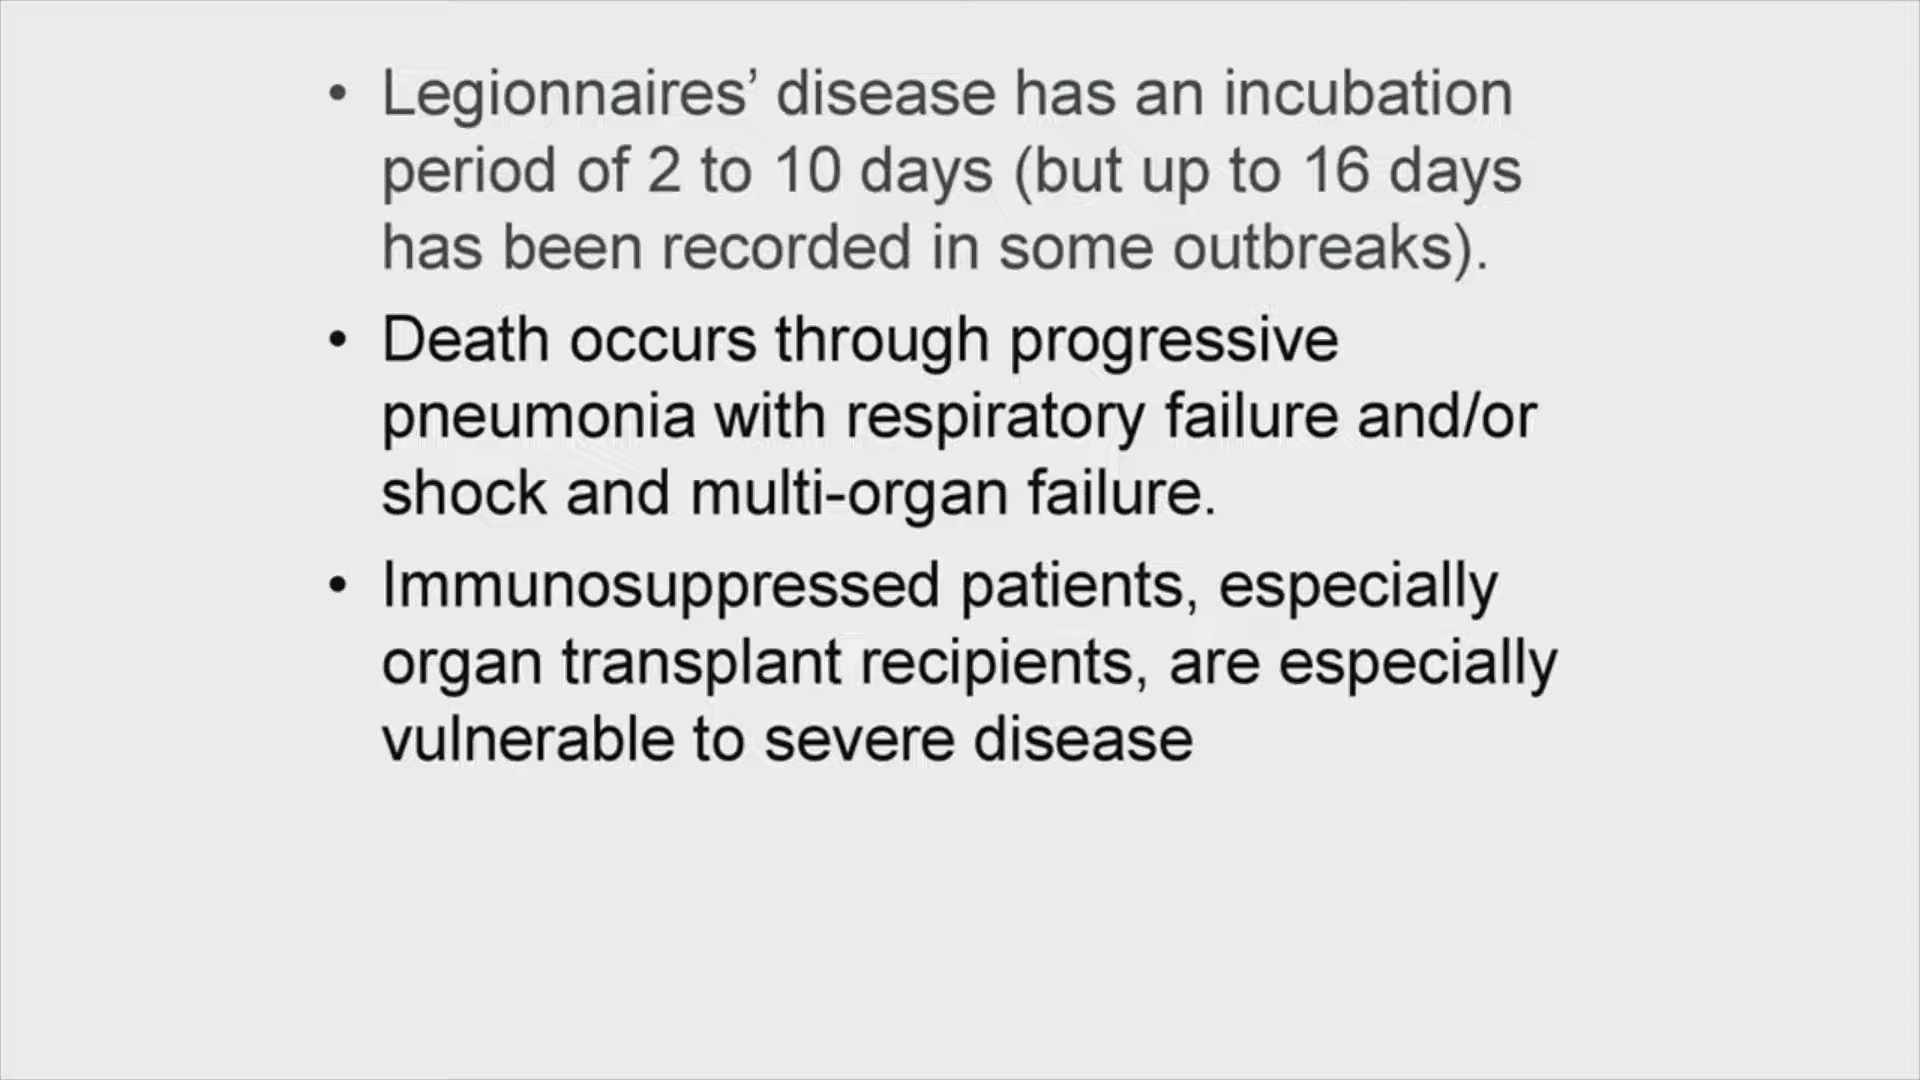 • Legionnaires’ disease has an incubation
period of 2 to 10 days (but up to 16 days
has been recorded in some outbreaks).
• Death occurs through progressive
pneumonia with respiratory failure and/or
shock and multi-organ failure.
• Immunosuppressed patients, especially
organ transplant recipients, are especially
vulnerable to severe disease